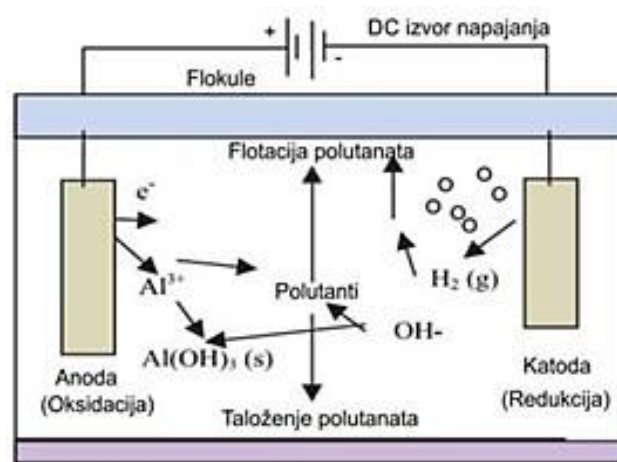 +
-
DC izvor napajanja
Flokule
Flotacija polutanata
e⁻
Al³⁺
H₂ (g)
Polutanti
OH-
Al(OH)₃ (s)
Anoda
(Oksidacija)
Katoda
(Redukcija)
Taloženje polutanata